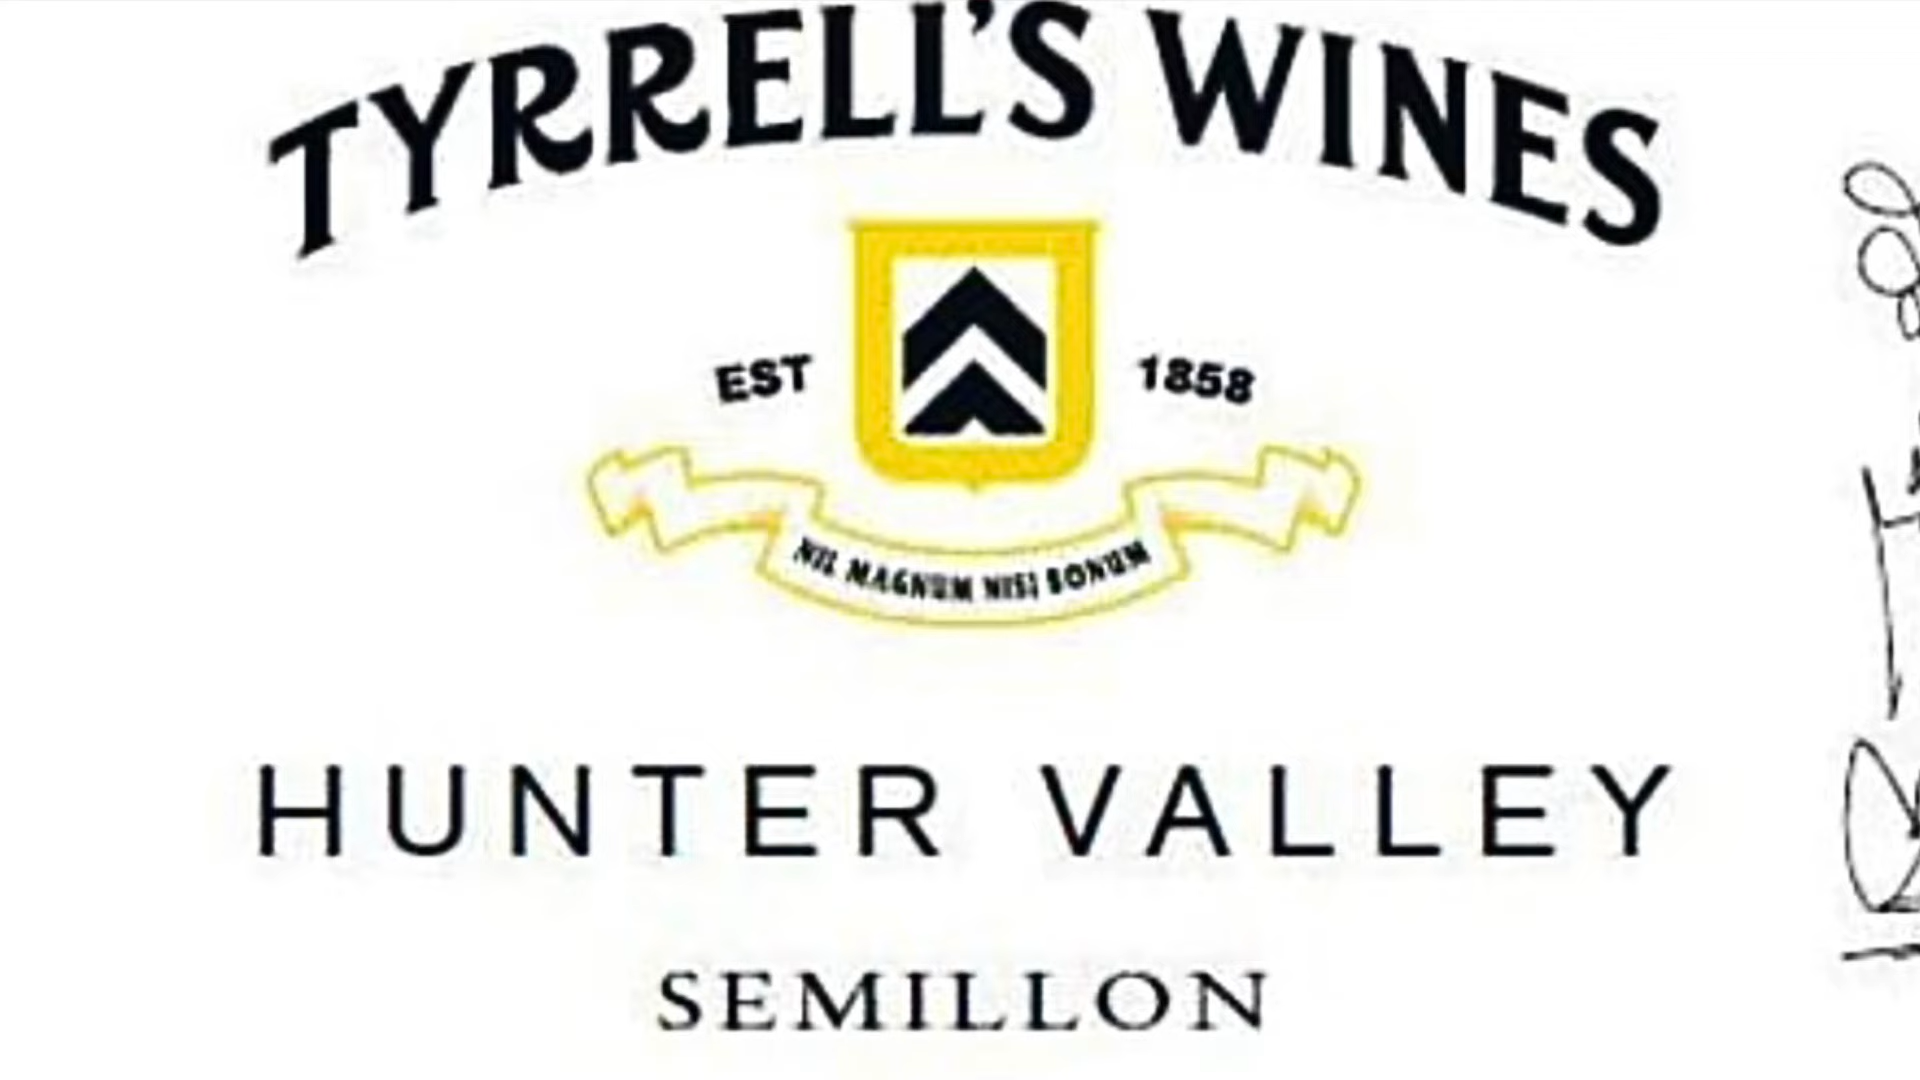 TYRRELL'S WINES
EST 1858
NIL MAGNUM NISI BONUM
HUNTER VALLEY
SEMILLON